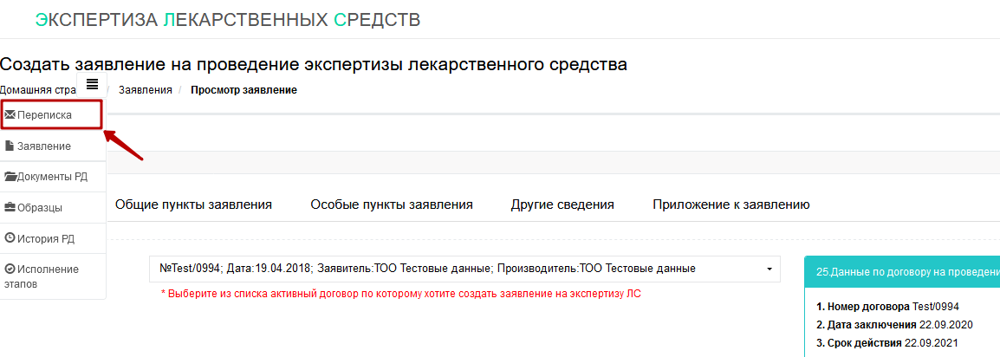 ЭКСПЕРТИЗА ЛЕКАРСТВЕННЫХ СРЕДСТВ
Создать заявление на проведение экспертизы лекарственного средства
Домашняя стра / Заявления / Просмотр заявление
Переписка
Заявление
Документы РД
Образцы
История РД
Исполнение
этапов
Общие пункты заявления Особые пункты заявления Другие сведения Приложение к заявлению
№Test/0994; Дата:19.04.2018; Заявитель:ТОО Тестовые данные; Производитель:ТОО Тестовые данные
* Выберите из списка активный договор по которому хотите создать заявление на экспертизу ЛС
25.Данные по договору на проведени
1. Номер договора Test/0994
2. Дата заключения 22.09.2020
3. Срок действия 22.09.2021